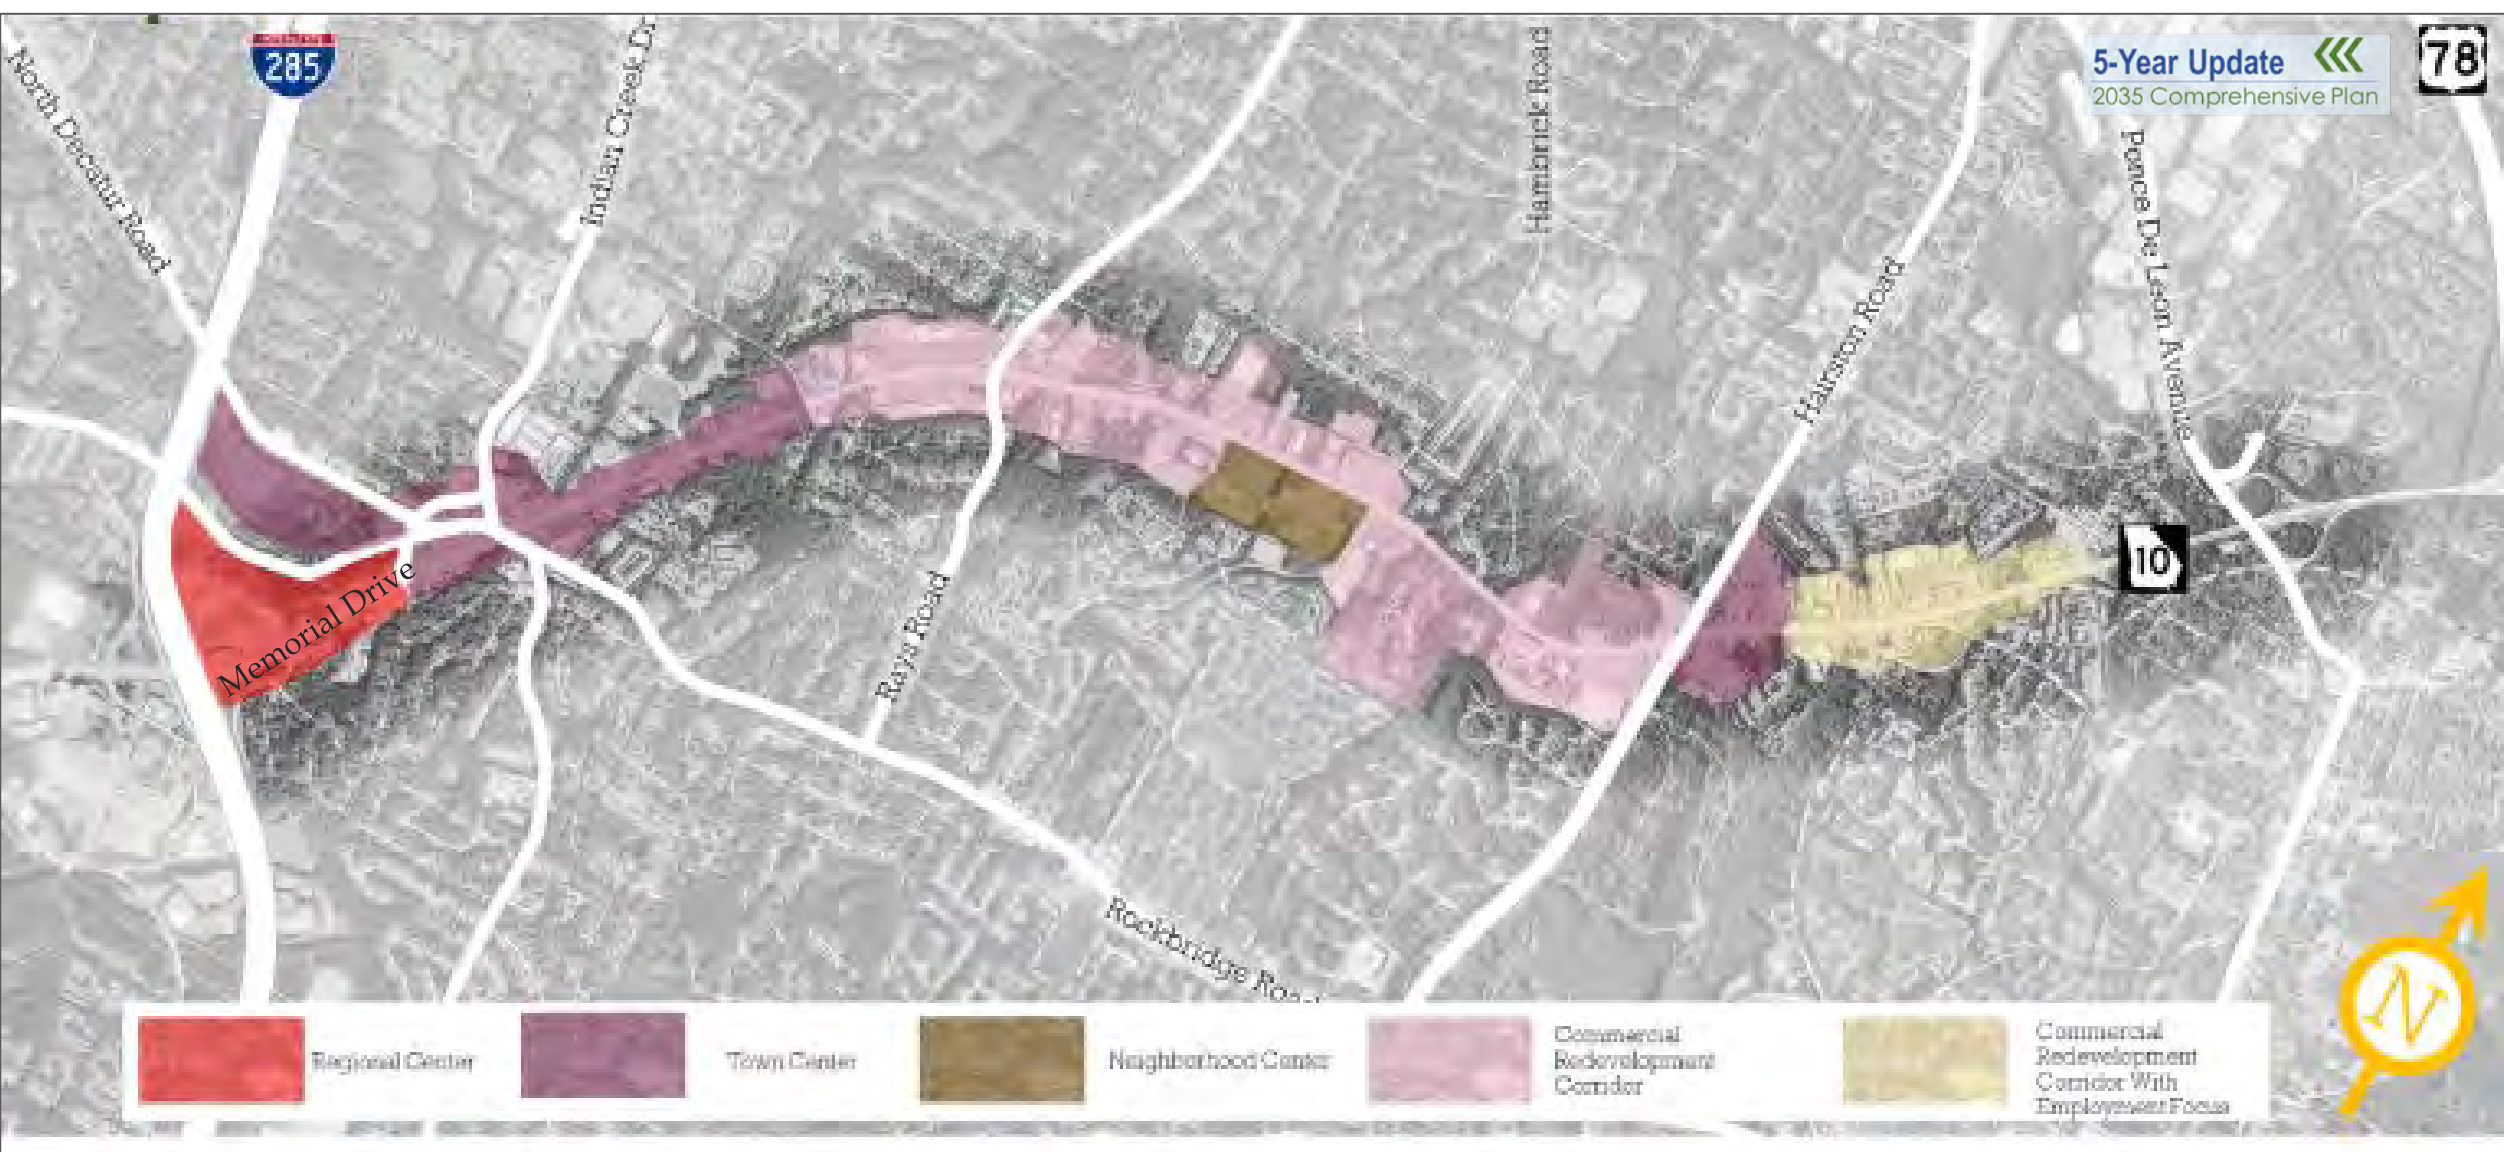 285
North Decatur Road
Indian Creek Dr
Hambrick Road
5-Year Update
2035 Comprehensive Plan
78
Ponce De Leon Avenue
Hairston Road
10
Memorial Drive
Rays Road
Rockbridge Road
N
Regional Center
Town Center
Neighborhood Center
Commercial
Redevelopment
Corridor
Commercial
Redevelopment
Corridor With
Employment Focus